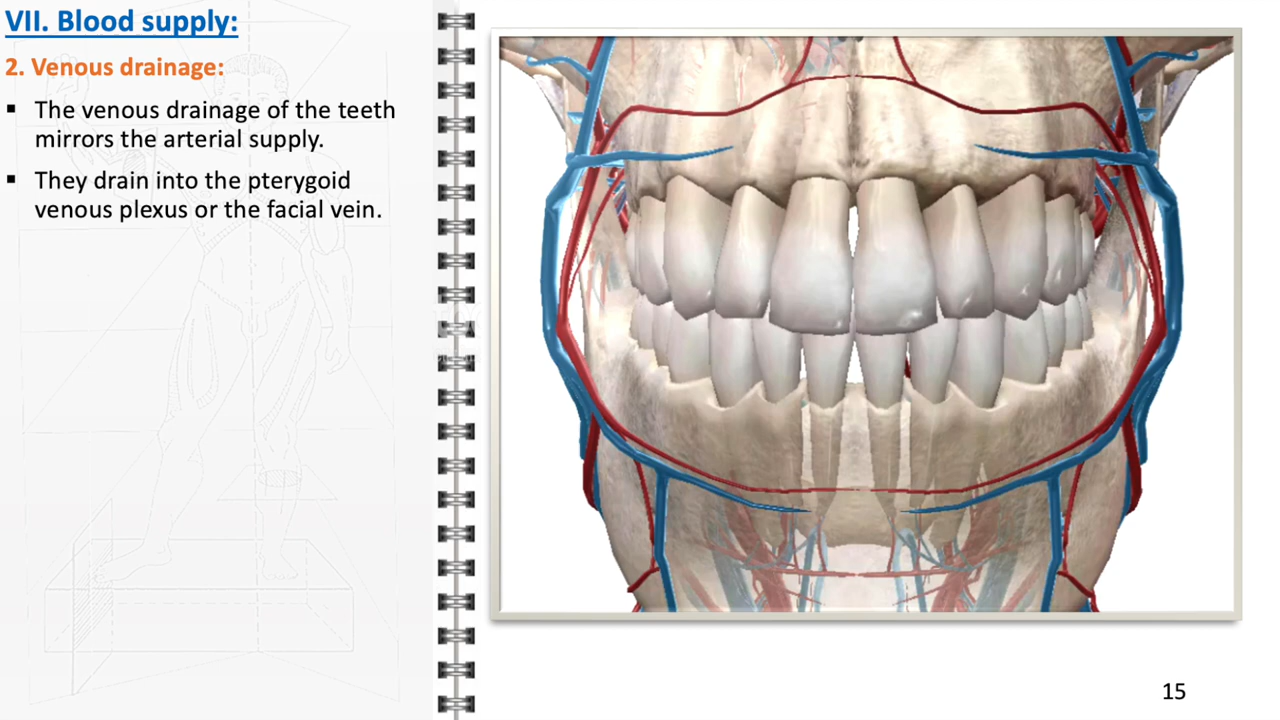 VII. Blood supply:
2. Venous drainage:
▪ The venous drainage of the teeth
mirrors the arterial supply.
▪ They drain into the pterygoid
venous plexus or the facial vein.
15